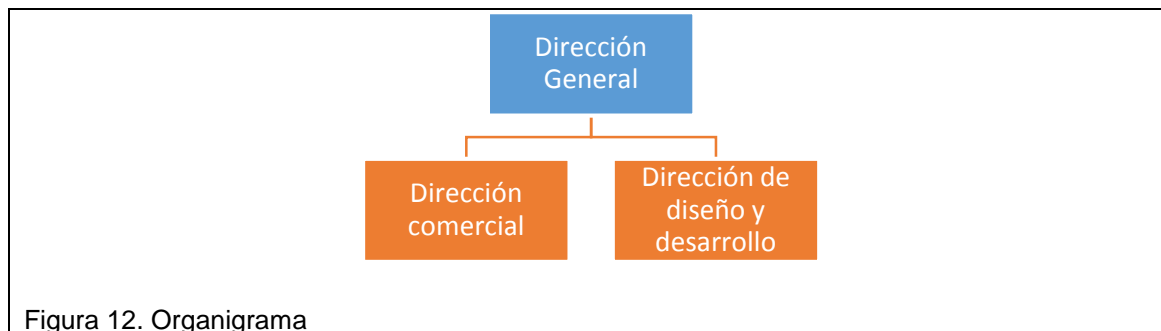 Dirección
General
Dirección
comercial
Dirección de
diseño y
desarrollo
Figura 12. Organigrama